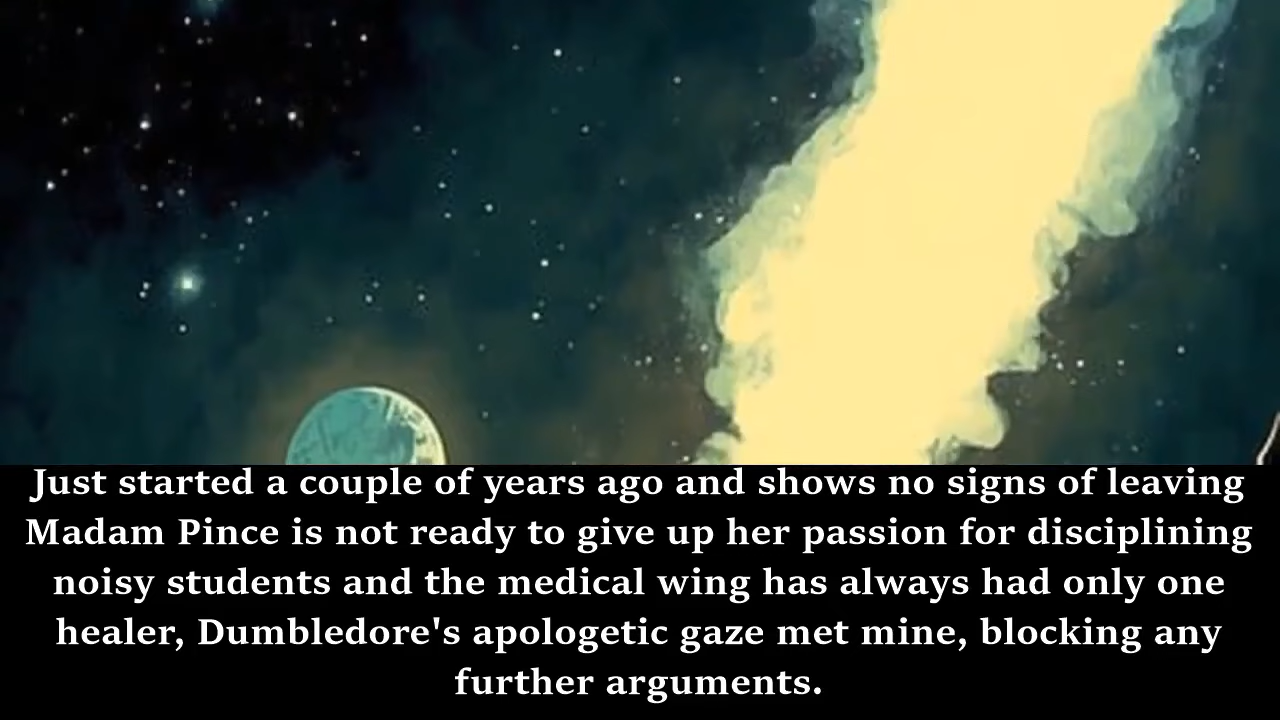 Just started a couple of years ago and shows no signs of leaving
Madam Pince is not ready to give up her passion for disciplining
noisy students and the medical wing has always had only one
healer, Dumbledore's apologetic gaze met mine, blocking any
further arguments.